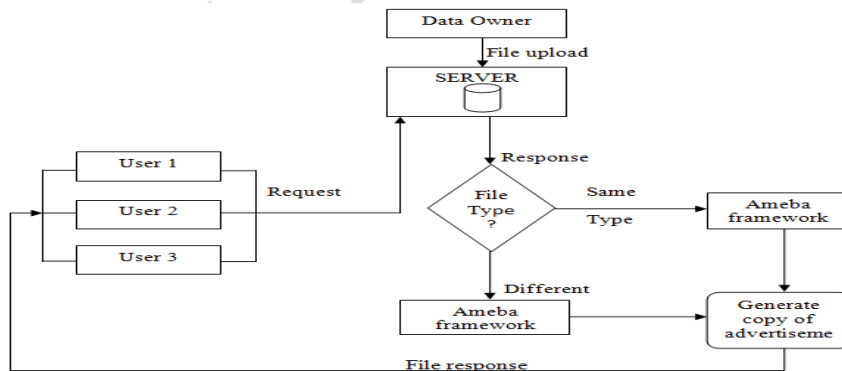 Data Owner
File upload
SERVER
User 1
User 2
User 3
Request
Response
File
Type
?
Same
Type
Ameba
framework
Different
Ameba
framework
Generate
copy of
advertiseme
File response